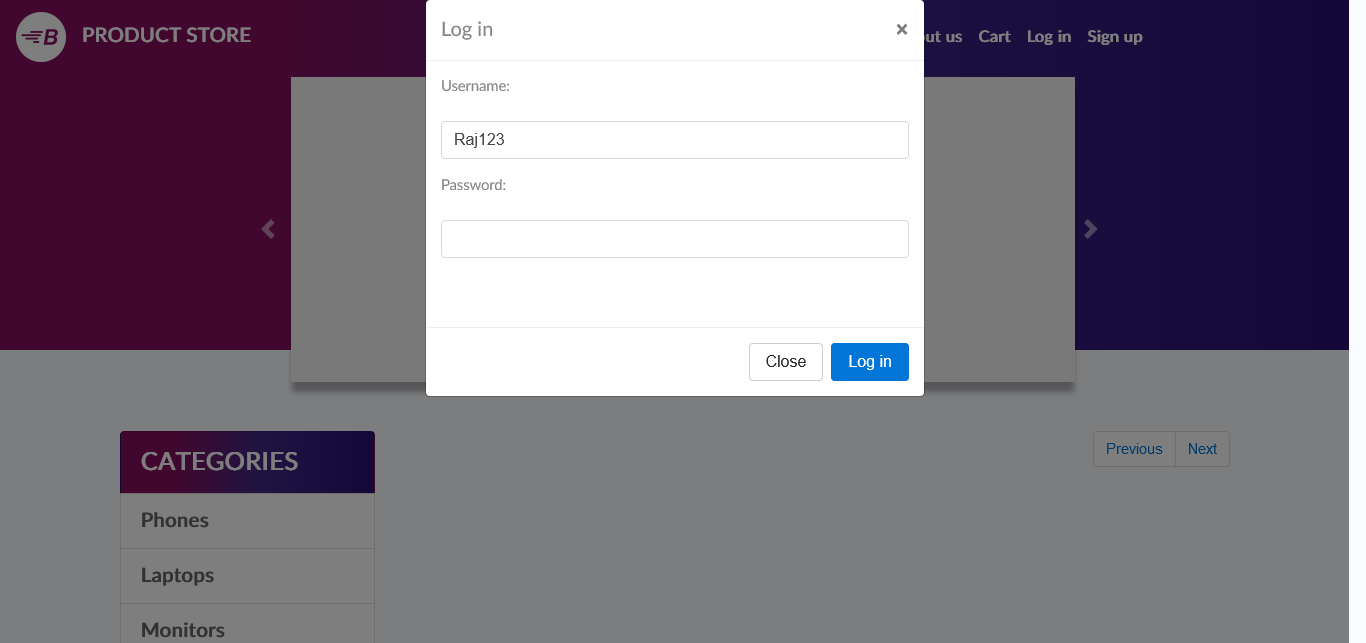 B PRODUCT STORE
ut us Cart Log in Sign up
Log in ×
Username:
Raj123
Password:
Close Log in
CATEGORIES
Phones
Laptops
Monitors
Previous Next